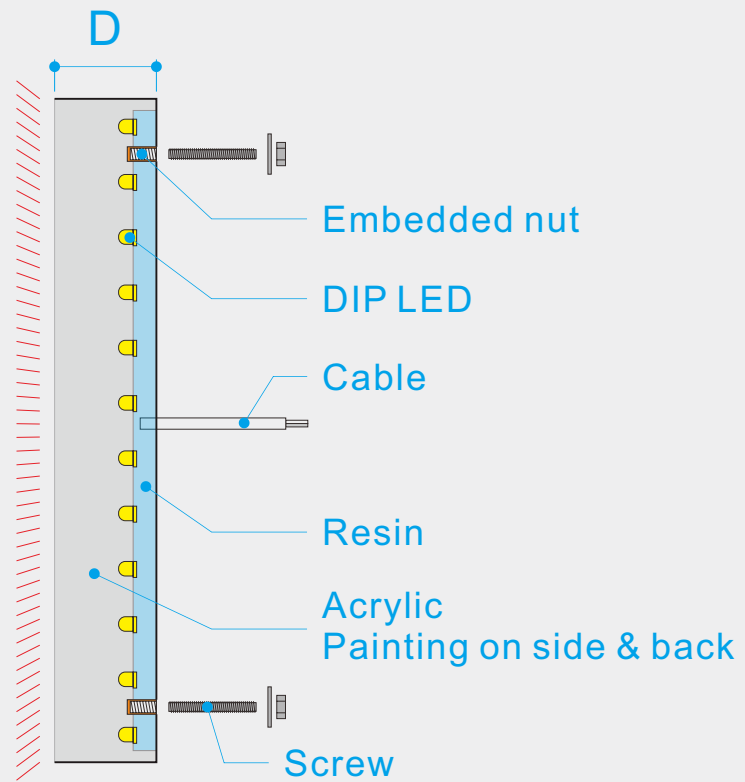 D
Embedded nut
DIP LED
Cable
Resin
Acrylic
Painting on side & back
Screw